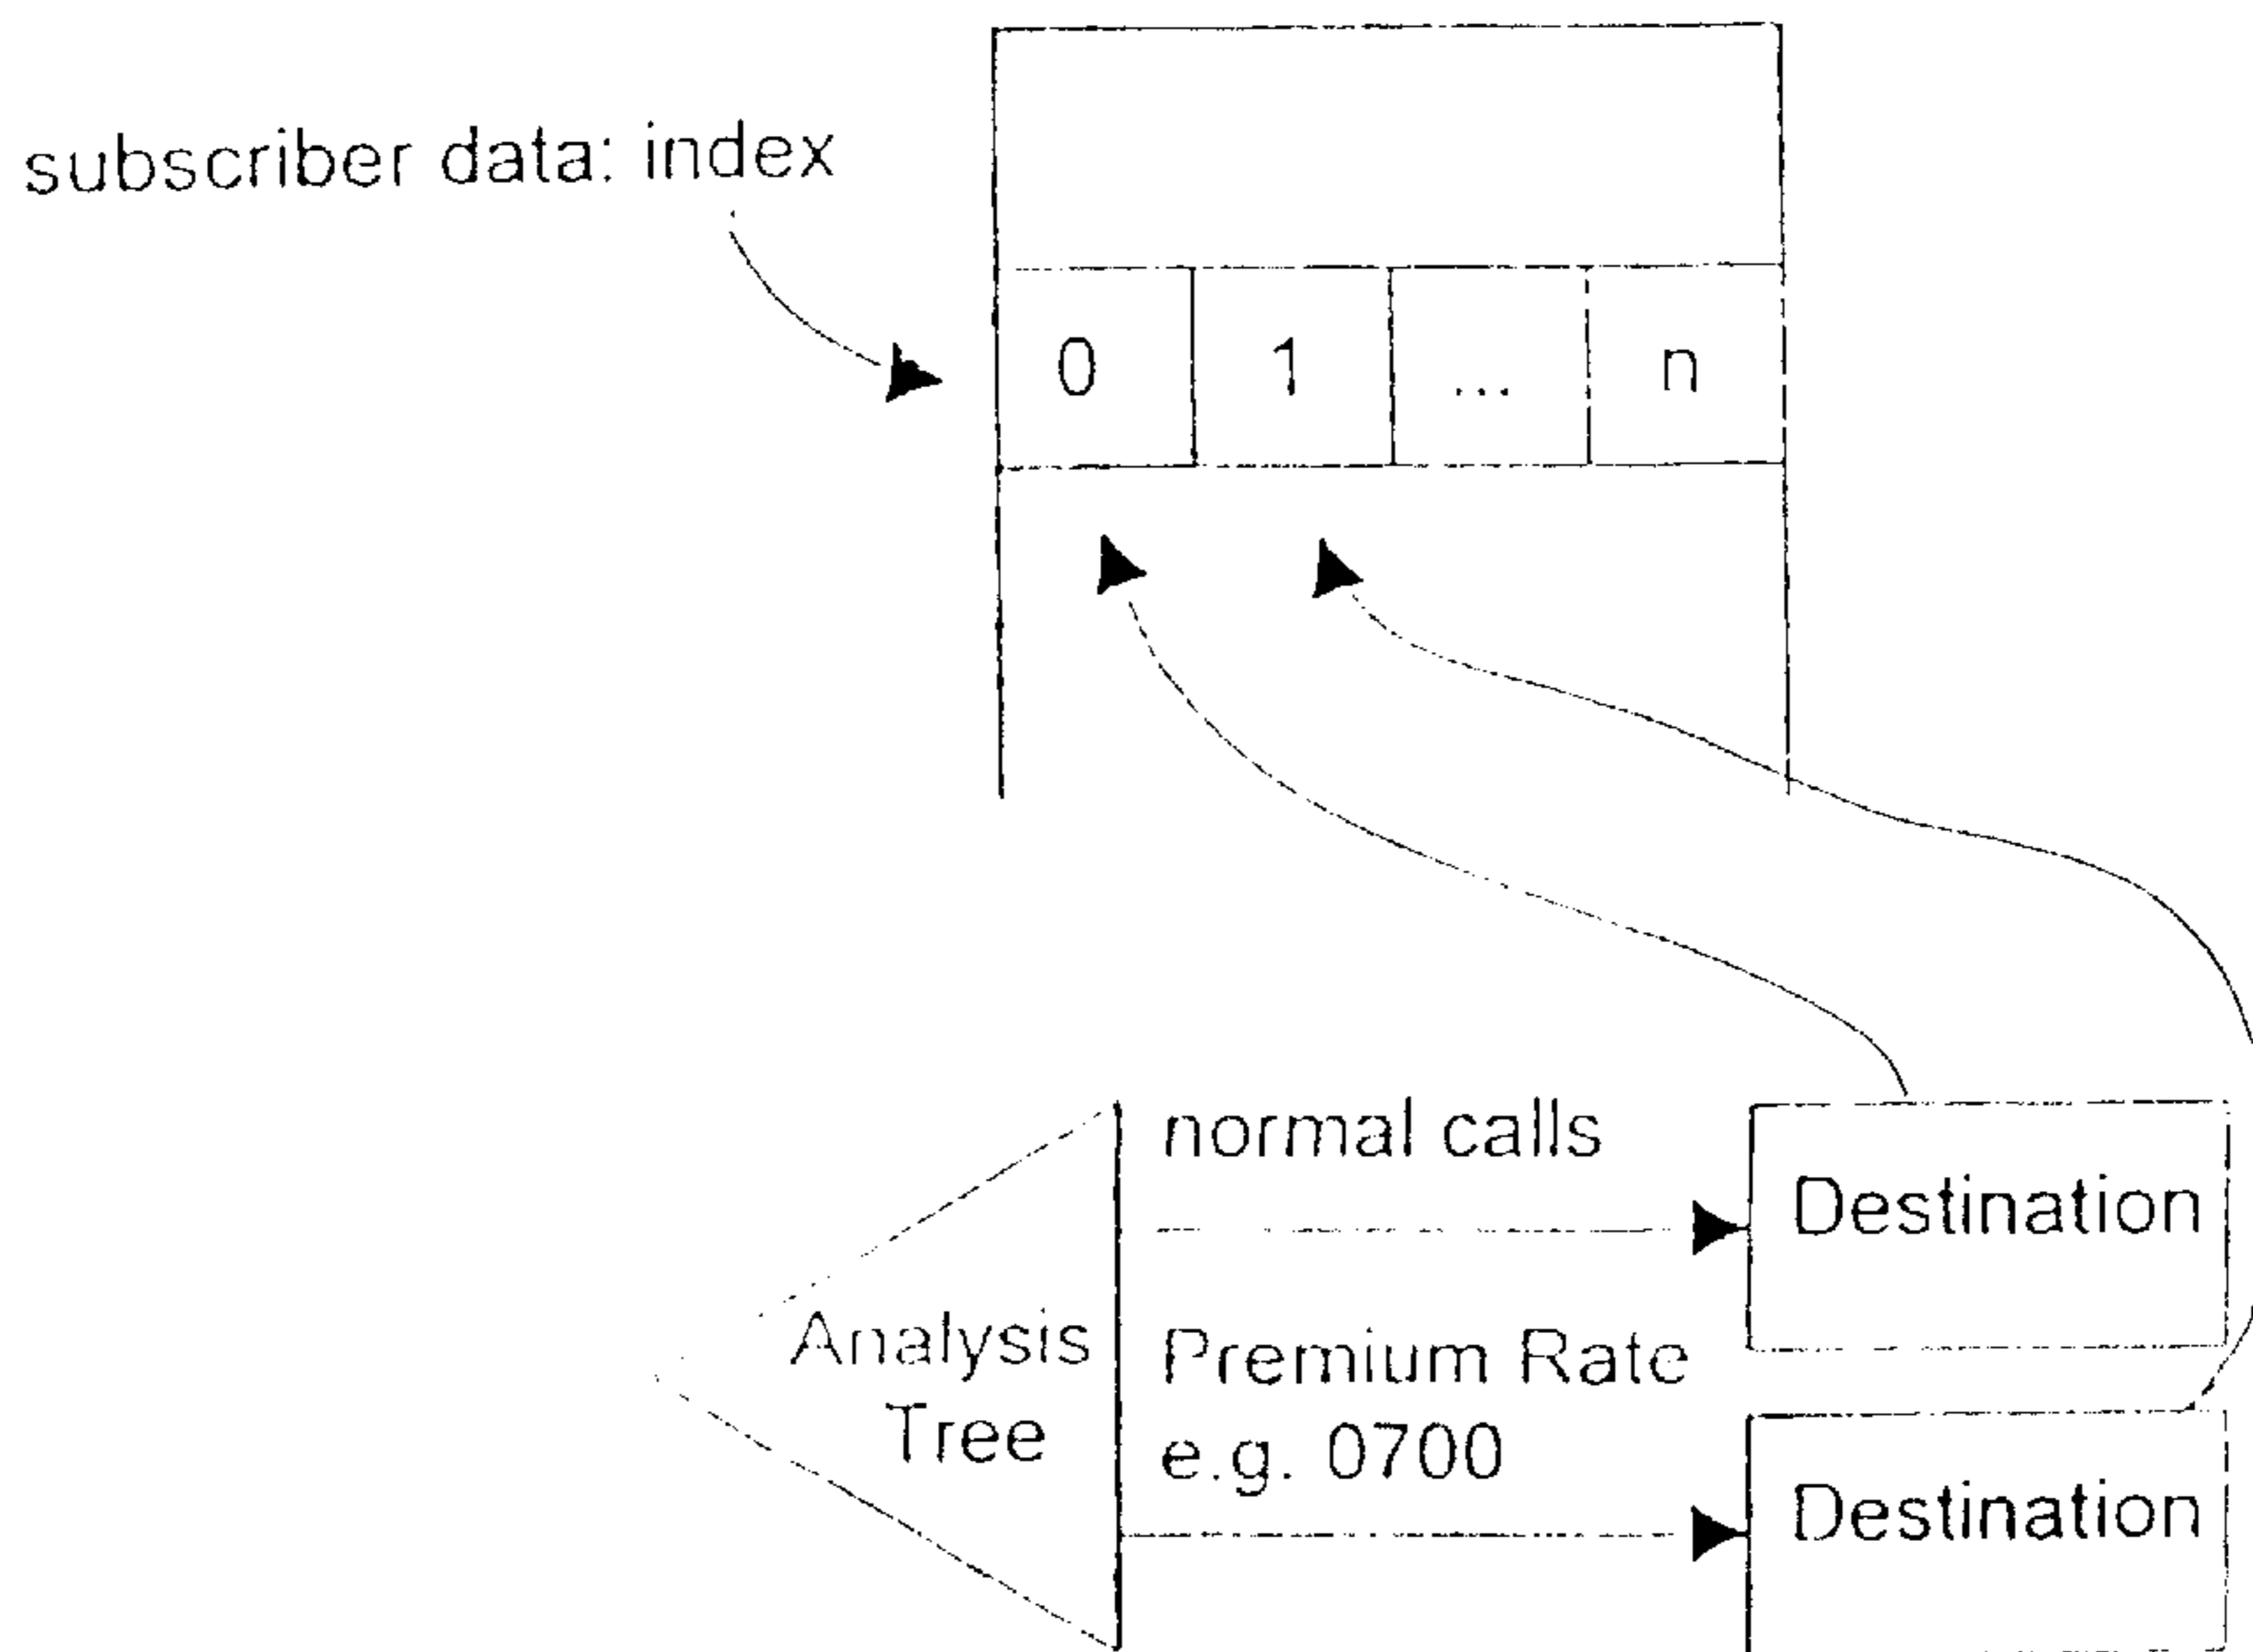 subscriber data: index
0 1 ... n
normal calls
Destination
Analysis
Tree
Premium Rate
e.g. 0700
Destination